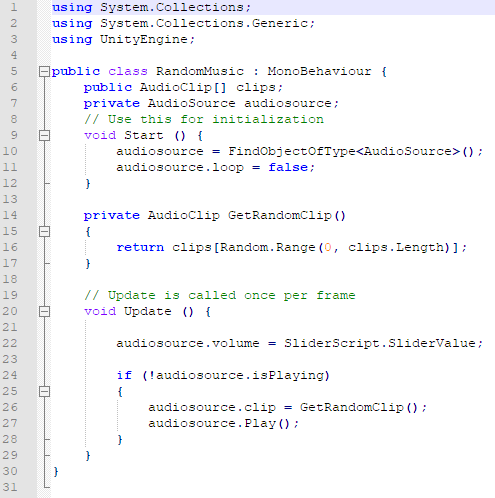 1 using System.Collections;
2 using System.Collections.Generic;
3 using UnityEngine;
4
5 public class RandomMusic : MonoBehaviour {
6     public AudioClip[] clips;
7     private AudioSource audiosource;
8     // Use this for initialization
9     void Start () {
10         audiosource = FindObjectOfType<AudioSource>();
11         audiosource.loop = false;
12     }
13
14     private AudioClip GetRandomClip()
15     {
16         return clips[Random.Range(0, clips.Length)];
17     }
18
19     // Update is called once per frame
20     void Update () {
21
22         audiosource.volume = SliderScript.SliderValue;
23
24         if (!audiosource.isPlaying)
25         {
26             audiosource.clip = GetRandomClip();
27             audiosource.Play();
28         }
29     }
30 }
31